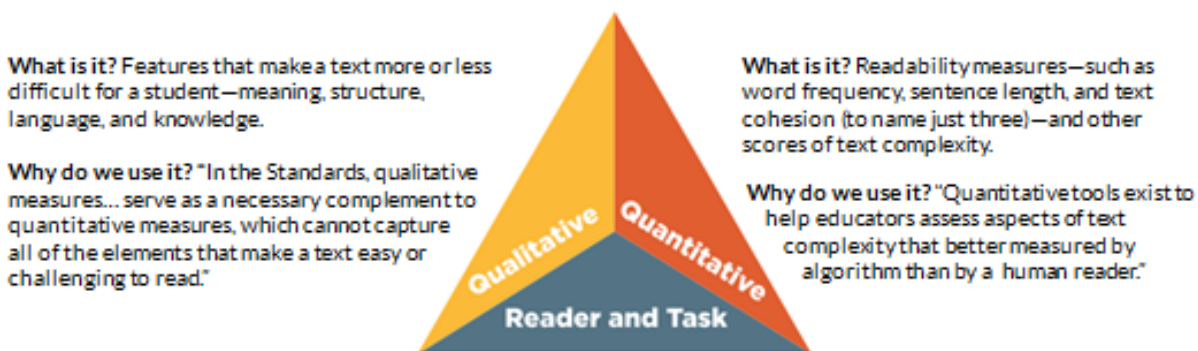 What is it? Features that make a text more or less
difficult for a student—meaning, structure,
language, and knowledge.
Why do we use it? “In the Standards, qualitative
measures... serve as a necessary complement to
quantitative measures, which cannot capture
all of the elements that make a text easy or
challenging to read.”
What is it? Readability measures—such as
word frequency, sentence length, and text
cohesion (to name just three)—and other
scores of text complexity.
Why do we use it? “Quantitative tools exist to
help educators assess aspects of text
complexity that better measured by
algorithm than by a human reader.”
Qualitative
Quantitative
Reader and Task